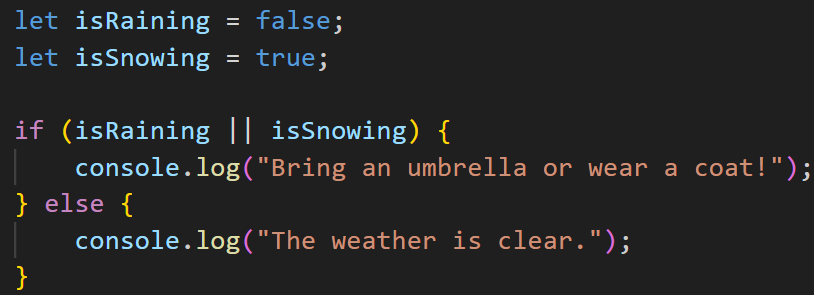 let isRaining = false;
let isSnowing = true;

if (isRaining || isSnowing) {
    console.log("Bring an umbrella or wear a coat!");
} else {
    console.log("The weather is clear.");
}